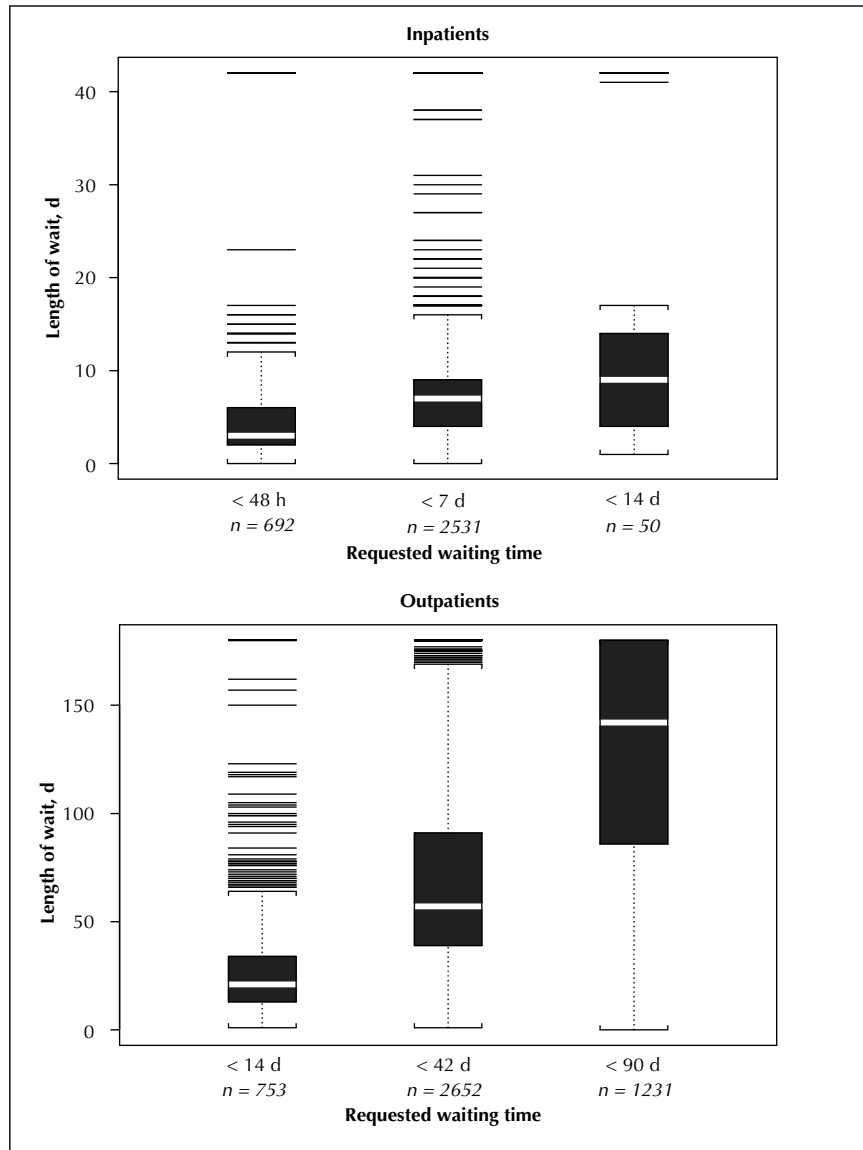 Inpatients
Length of wait, d
40
30
20
10
0
< 48 h < 7 d < 14 d
n = 692 n = 2531 n = 50
Requested waiting time
Outpatients
Length of wait, d
150
100
50
0
< 14 d < 42 d < 90 d
n = 753 n = 2652 n = 1231
Requested waiting time